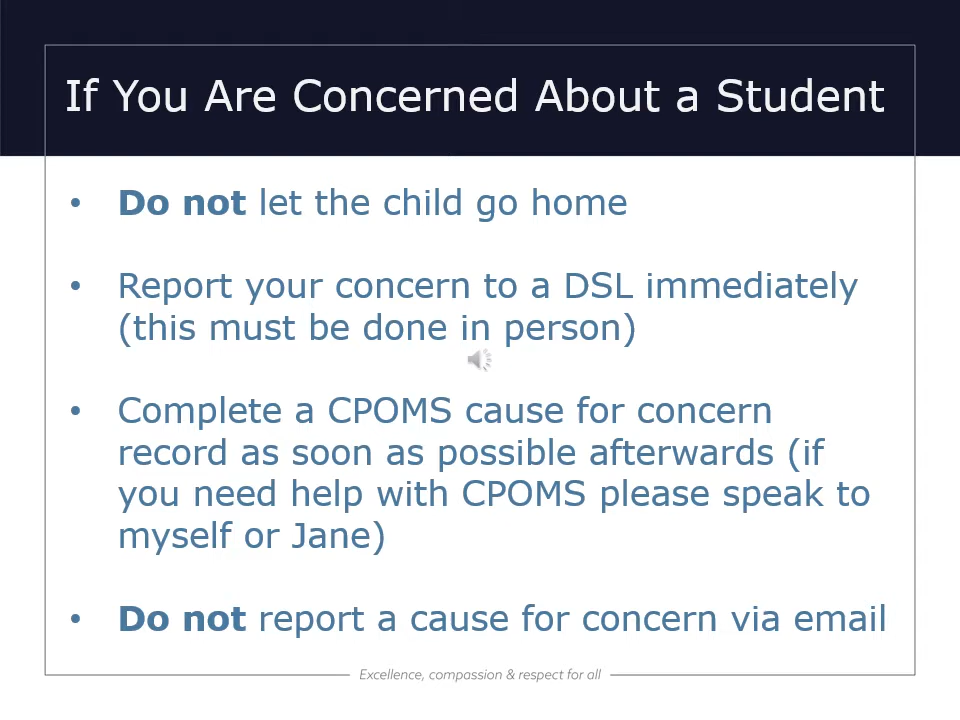 If You Are Concerned About a Student
• Do not let the child go home
• Report your concern to a DSL immediately
(this must be done in person)
• Complete a CPOMS cause for concern
record as soon as possible afterwards (if
you need help with CPOMS please speak to
myself or Jane)
• Do not report a cause for concern via email
Excellence, compassion & respect for all